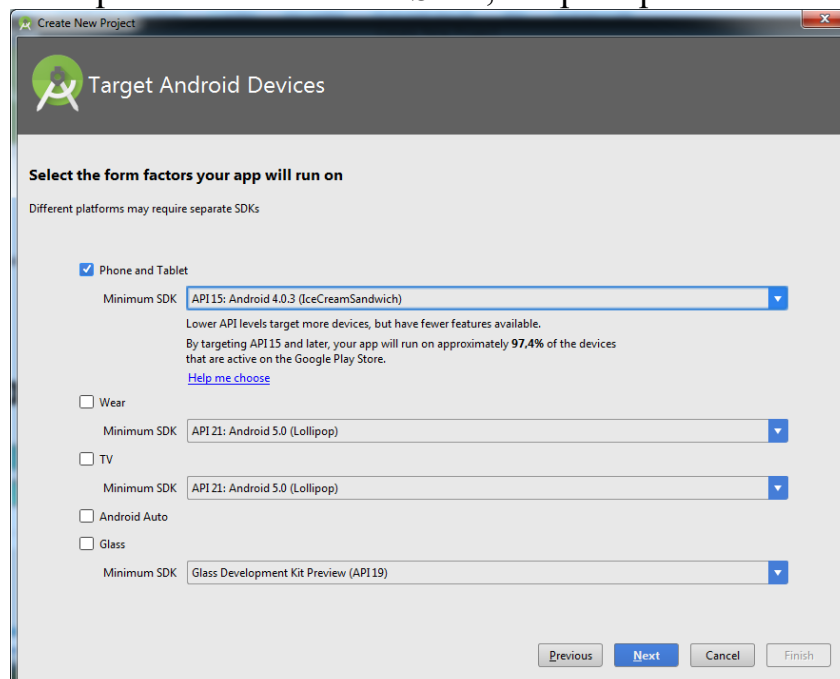 Create New Project
Target Android Devices
Select the form factors your app will run on
Different platforms may require separate SDKs
Phone and Tablet
Minimum SDK API 15: Android 4.0.3 (IceCreamSandwich)
Lower API levels target more devices, but have fewer features available.
By targeting API 15 and later, your app will run on approximately 97,4% of the devices
that are active on the Google Play Store.
Help me choose
Wear
Minimum SDK API 21: Android 5.0 (Lollipop)
TV
Minimum SDK API 21: Android 5.0 (Lollipop)
Android Auto
Glass
Minimum SDK Glass Development Kit Preview (API 19)
Previous Next Cancel Finish